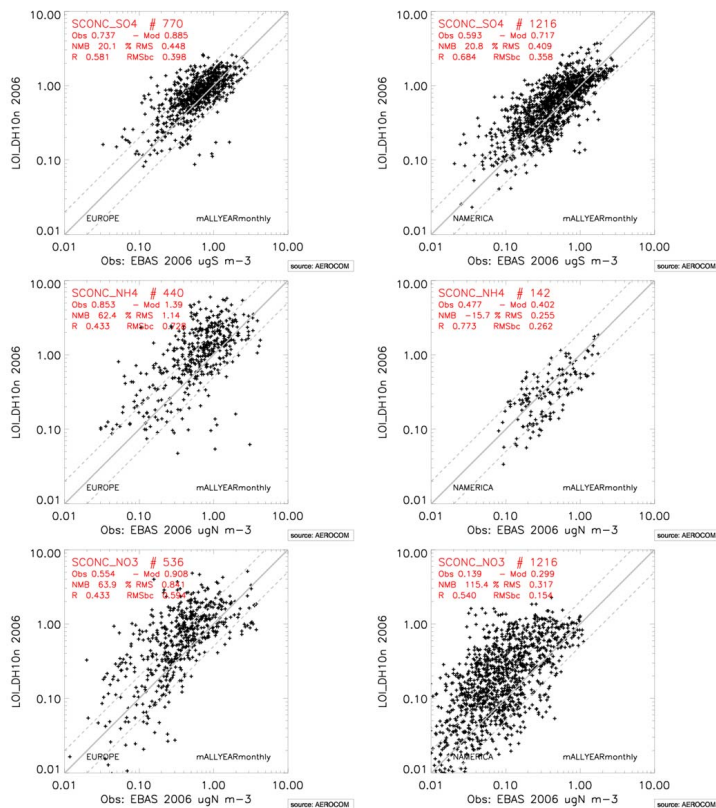 SCONC_SO4 # 770
Obs 0.737 − Mod 0.885
NMB 20.1 % RMS 0.448
R 0.581 RMSbc 0.398
10.00
1.00
0.10
0.01
LOI_DH10n 2006
EUROPE mALLYEARmonthly
0.01 0.10 1.00 10.00
Obs: EBAS 2006 ugS m-3
source: AEROCOM
SCONC_SO4 # 1216
Obs 0.593 − Mod 0.717
NMB 20.8 % RMS 0.409
R 0.684 RMSbc 0.358
10.00
1.00
0.10
0.01
LOI_DH10n 2006
NAMERICA mALLYEARmonthly
0.01 0.10 1.00 10.00
Obs: EBAS 2006 ugS m-3
source: AEROCOM
SCONC_NH4 # 440
Obs 0.853 − Mod 1.39
NMB 62.4 % RMS 1.14
R 0.433 RMSbc 0.728
10.00
1.00
0.10
0.01
LOI_DH10n 2006
EUROPE mALLYEARmonthly
0.01 0.10 1.00 10.00
Obs: EBAS 2006 ugN m-3
source: AEROCOM
SCONC_NH4 # 142
Obs 0.477 − Mod 0.402
NMB −15.7 % RMS 0.255
R 0.773 RMSbc 0.262
10.00
1.00
0.10
0.01
LOI_DH10n 2006
NAMERICA mALLYEARmonthly
0.01 0.10 1.00 10.00
Obs: EBAS 2006 ugN m-3
source: AEROCOM
SCONC_NO3 # 536
Obs 0.554 − Mod 0.908
NMB 63.9 % RMS 0.841
R 0.433 RMSbc 0.594
10.00
1.00
0.10
0.01
LOI_DH10n 2006
EUROPE mALLYEARmonthly
0.01 0.10 1.00 10.00
Obs: EBAS 2006 ugN m-3
source: AEROCOM
SCONC_NO3 # 1216
Obs 0.139 − Mod 0.299
NMB 115.4 % RMS 0.317
R 0.540 RMSbc 0.154
10.00
1.00
0.10
0.01
LOI_DH10n 2006
NAMERICA mALLYEARmonthly
0.01 0.10 1.00 10.00
Obs: EBAS 2006 ugN m-3
source: AEROCOM